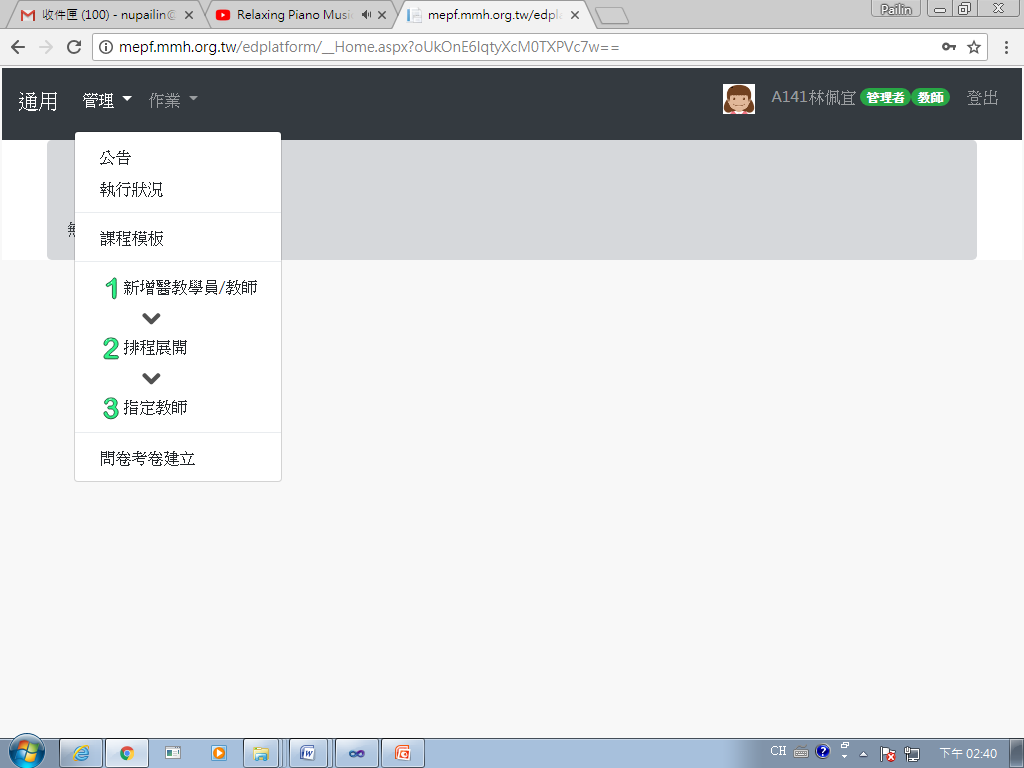 收件匣 (100) - nupailin@
Relaxing Piano Music
mepf.mmh.org.tw/edpla
Pailin
mepf.mmh.org.tw/edplatform/__Home.aspx?oUkOnE6IqtyXcM0TXPVc7w==
通用 管理 作業 A141林佩宜 管理者 教師 登出
公告
執行狀況
課程模板
1 新增醫教學員/教師
2 排程展開
3 指定教師
問卷考卷建立
CH 下午 02:40